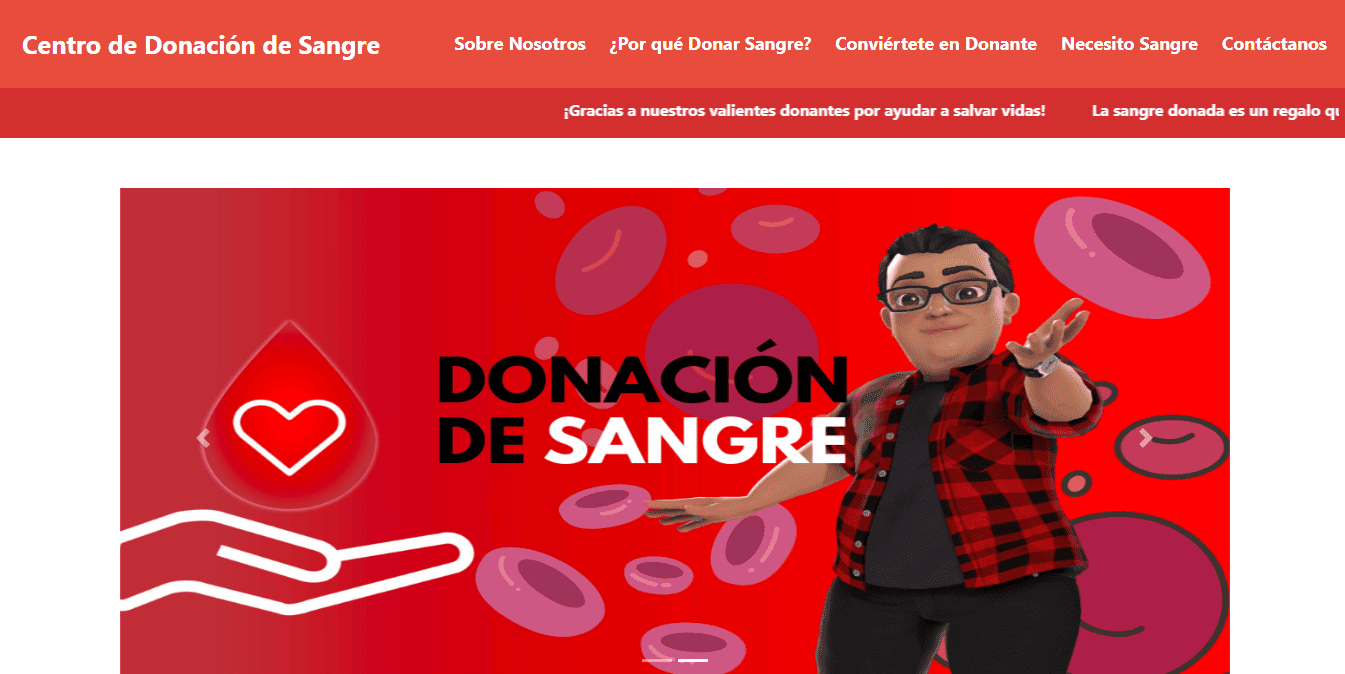 Centro de Donación de Sangre
Sobre Nosotros
¿Por qué Donar Sangre?
Conviértete en Donante
Necesito Sangre
Contáctanos
¡Gracias a nuestros valientes donantes por ayudar a salvar vidas!
La sangre donada es un regalo
DONACIÓN
DE SANGRE